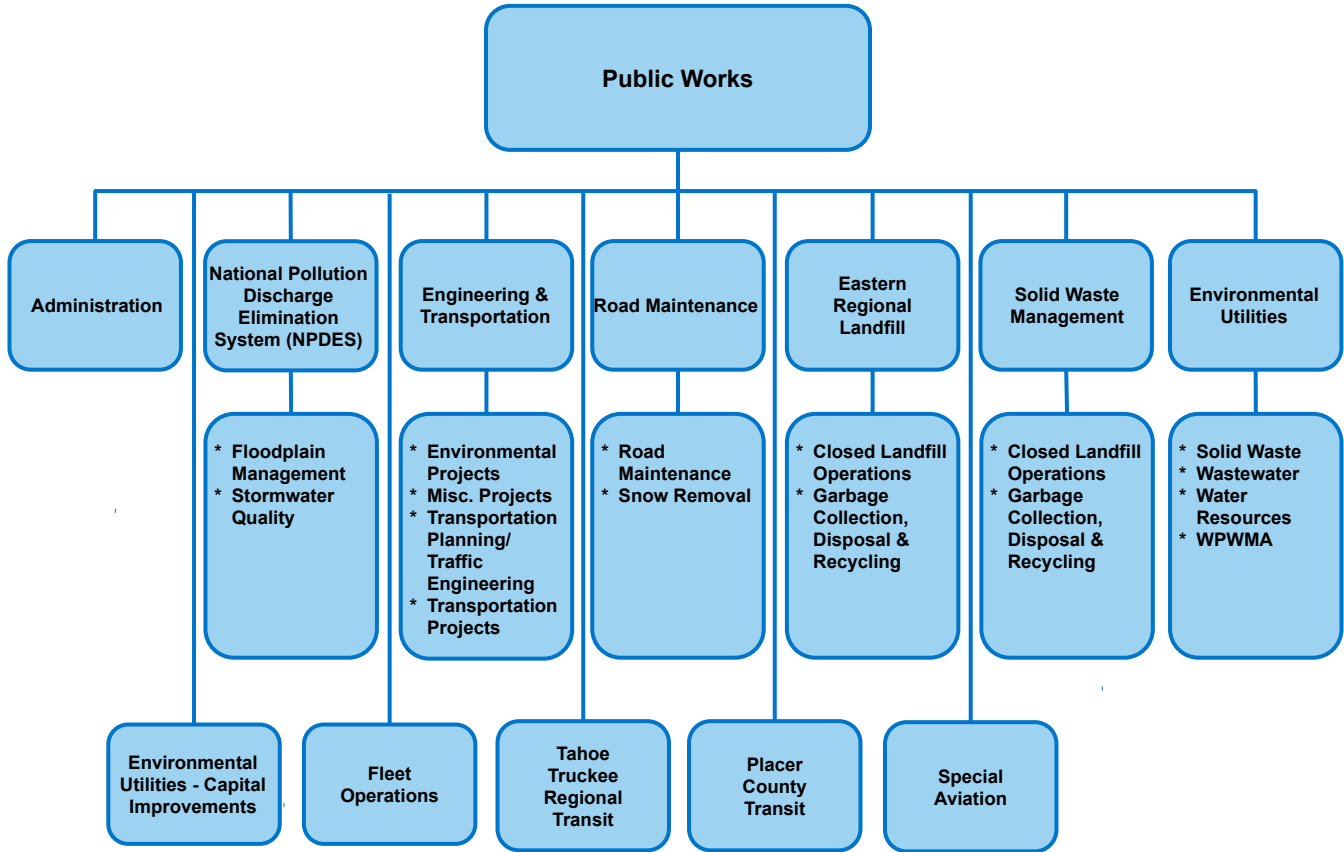 Public Works
Administration
National Pollution
Discharge
Elimination
System (NPDES)
Engineering &
Transportation
Road Maintenance
Eastern
Regional
Landfill
Solid Waste
Management
Environmental
Utilities
* Floodplain
Management
* Stormwater
Quality
* Environmental
Projects
* Misc. Projects
* Transportation
Planning/
Traffic
Engineering
* Transportation
Projects
* Road
Maintenance
* Snow Removal
* Closed Landfill
Operations
* Garbage
Collection,
Disposal &
Recycling
* Closed Landfill
Operations
* Garbage
Collection,
Disposal &
Recycling
* Solid Waste
* Wastewater
* Water
Resources
* WPWMA
Environmental
Utilities - Capital
Improvements
Fleet
Operations
Tahoe
Truckee
Regional
Transit
Placer
County
Transit
Special
Aviation